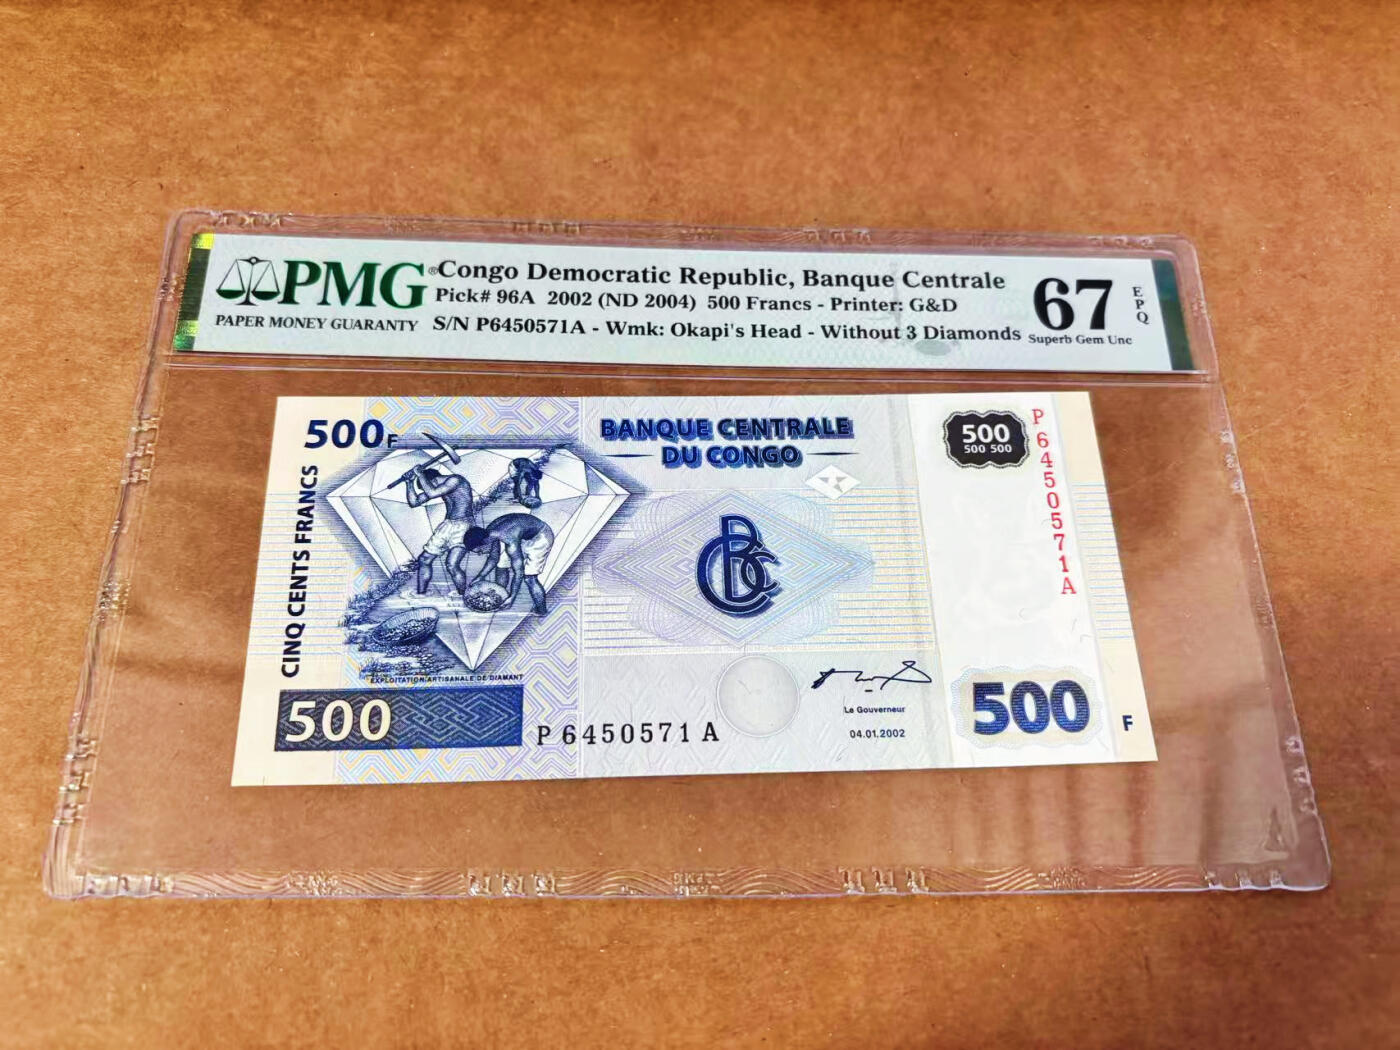 PMG®
PAPER MONEY GUARANTY
Congo Democratic Republic, Banque Centrale
Pick# 96A 2002 (ND 2004) 500 Francs - Printer: G&D
S/N P6450571A - Wmk: Okapi's Head - Without 3 Diamonds
67
EPQ
Superb Gem Unc
500F
CINQ CENTS FRANCS
BANQUE CENTRALE
DU CONGO
500
500 500
P6450571A
BCC
EXPLOITATION ARTISANALE DE DIAMANT
500
P6450571A
Le Gouverneur
04.01.2002
500 F